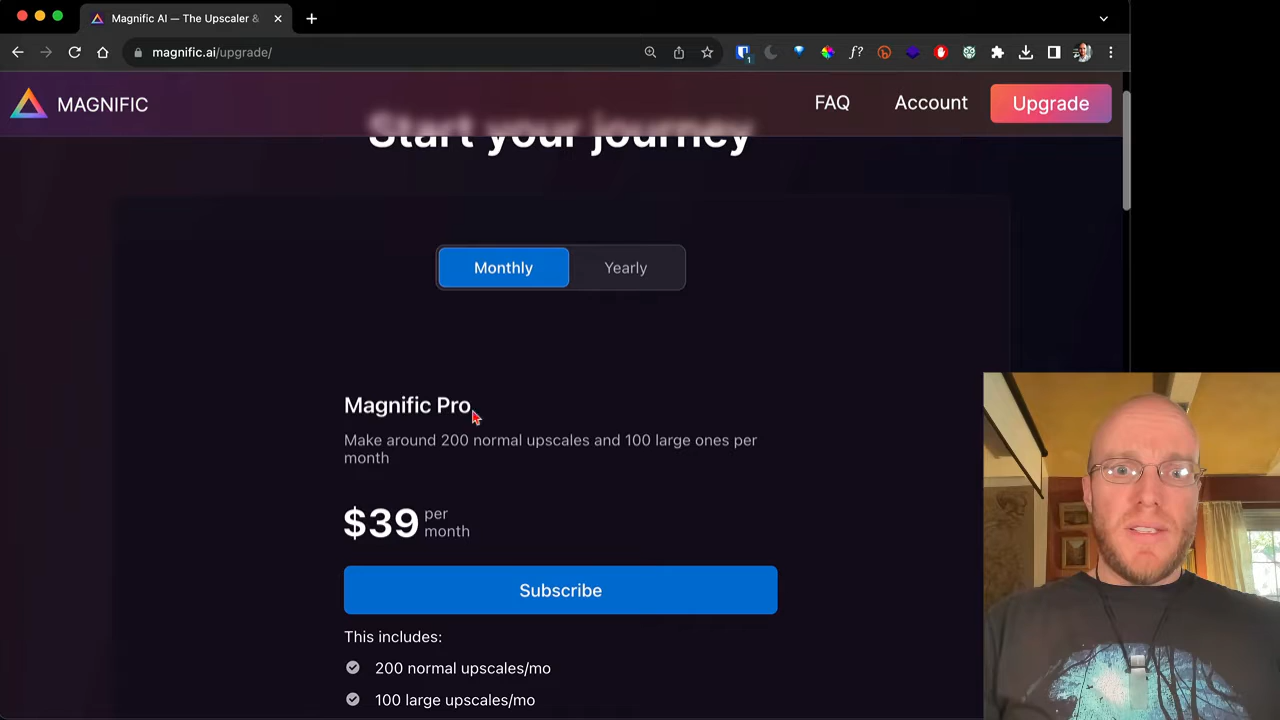 Magnific AI — The Upscaler &
magnific.ai/upgrade/
MAGNIFIC
FAQ
Account
Upgrade
Start your journey
Monthly
Yearly
Magnific Pro
Make around 200 normal upscales and 100 large ones per
month
$39
per
month
Subscribe
This includes:
200 normal upscales/mo
100 large upscales/mo